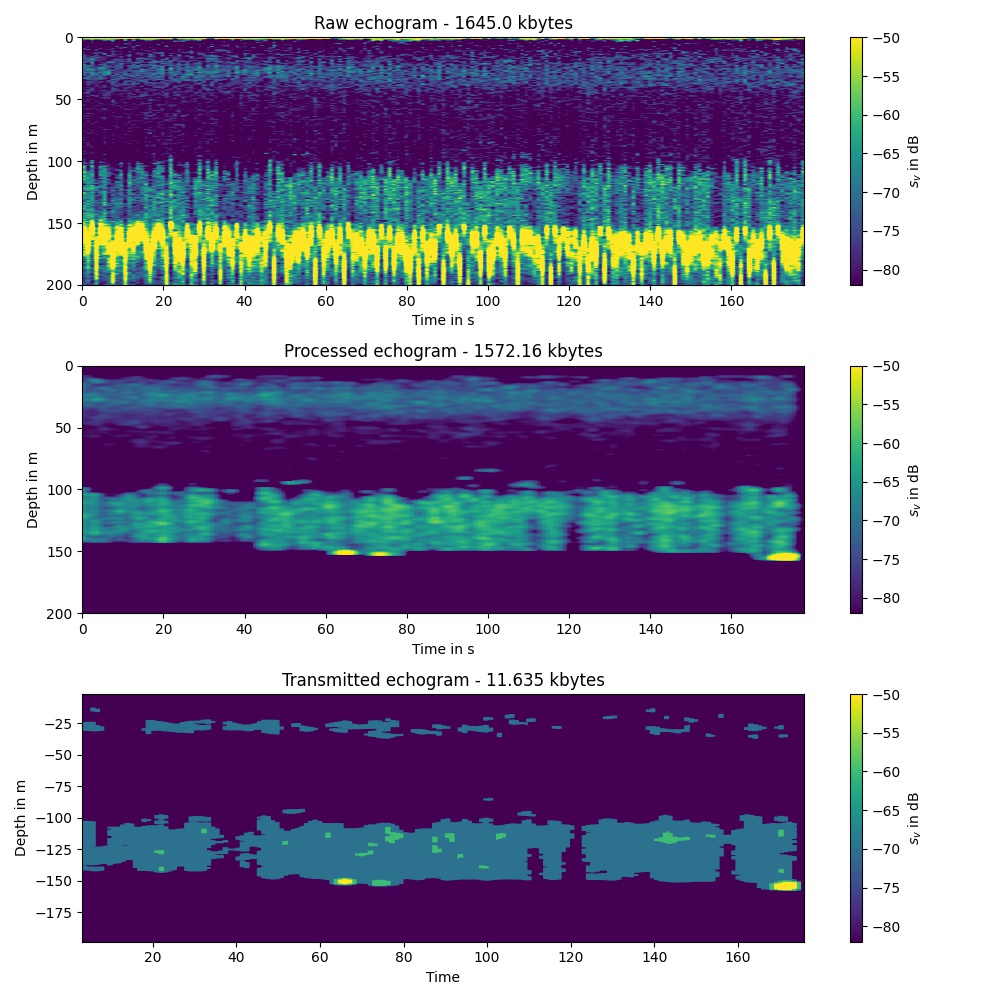 Raw echogram - 1645.0 kbytes
0
50
100
150
200
Depth in m
0 20 40 60 80 100 120 140 160
Time in s
−50
−55
−60
−65
−70
−75
−80
sᵥ in dB
Processed echogram - 1572.16 kbytes
0
50
100
150
200
Depth in m
0 20 40 60 80 100 120 140 160
Time in s
−50
−55
−60
−65
−70
−75
−80
sᵥ in dB
Transmitted echogram - 11.635 kbytes
−25
−50
−75
−100
−125
−150
−175
Depth in m
20 40 60 80 100 120 140 160
Time
−50
−55
−60
−65
−70
−75
−80
sᵥ in dB